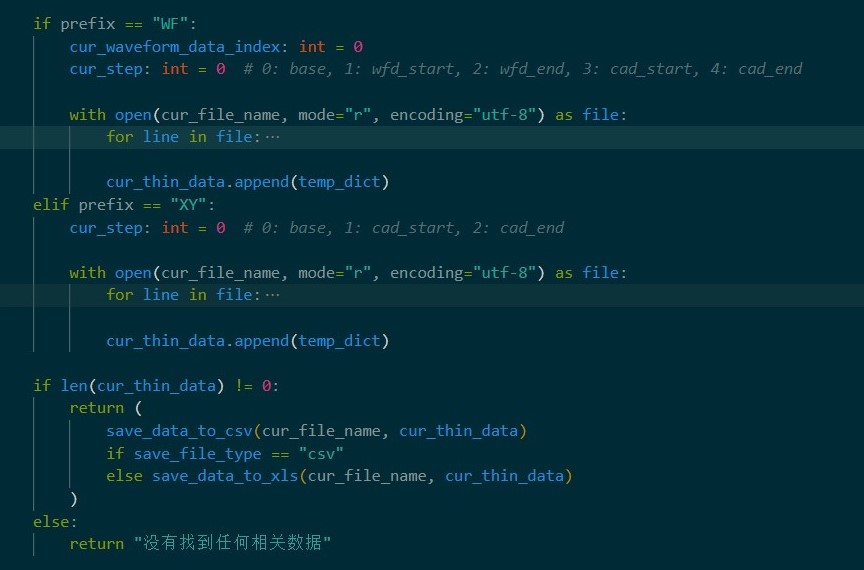 if prefix == "WF":
cur_waveform_data_index: int = 0
cur_step: int = 0  # 0: base, 1: wfd_start, 2: wfd_end, 3: cad_start, 4: cad_end
with open(cur_file_name, mode="r", encoding="utf-8") as file:
for line in file:…
cur_thin_data.append(temp_dict)
elif prefix == "XY":
cur_step: int = 0  # 0: base, 1: cad_start, 2: cad_end
with open(cur_file_name, mode="r", encoding="utf-8") as file:
for line in file:…
cur_thin_data.append(temp_dict)
if len(cur_thin_data) != 0:
return (
save_data_to_csv(cur_file_name, cur_thin_data)
if save_file_type == "csv"
else save_data_to_xls(cur_file_name, cur_thin_data)
)
else:
return "没有找到任何相关数据"